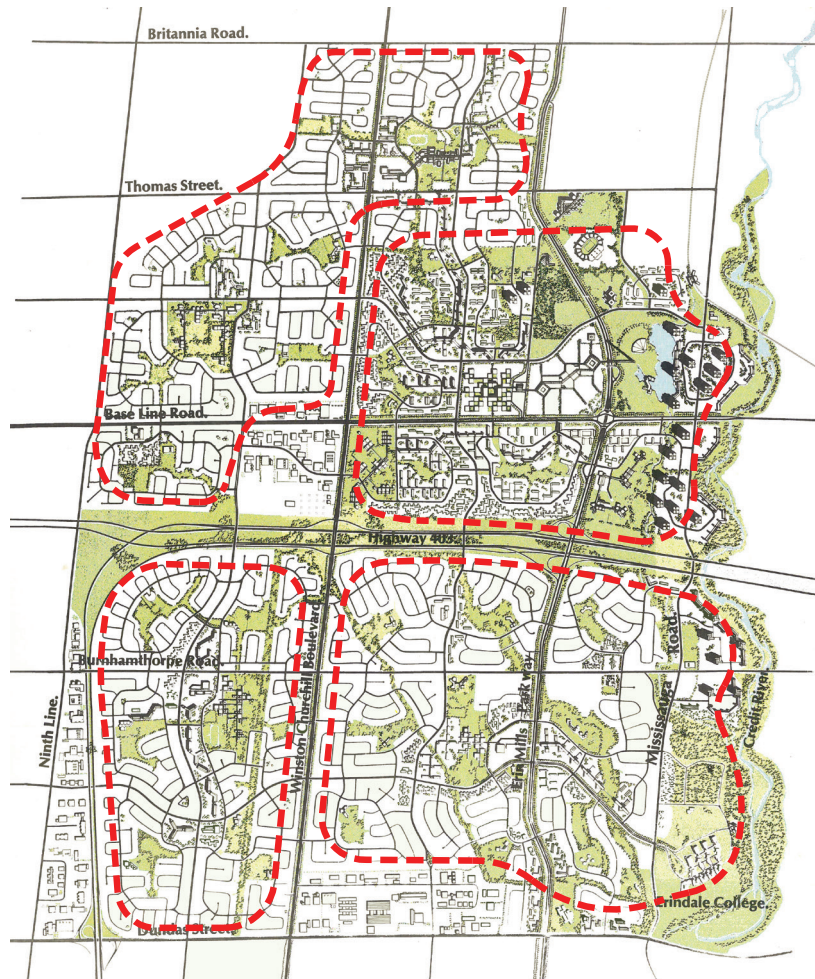 Britannia Road.
Thomas Street.
Base Line Road.
Highway 403.
Burnhamthorpe Road.
Ninth Line.
Winston Churchill Boulevard.
Erin Mills Parkway.
Mississauga Road.
Credit River.
Erindale College.
Dundas Street.